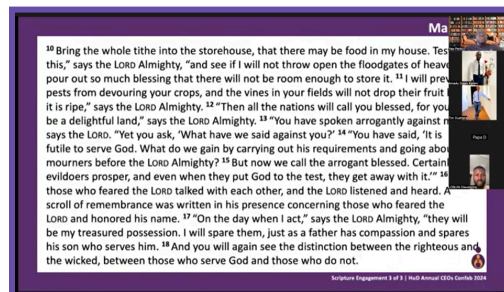 Ma
10 Bring the whole tithe into the storehouse, that there may be food in my house. Tes
this," says the LORD Almighty, "and see if I will not throw open the floodgates of heav
pour out so much blessing that there will not be room enough to store it. 11 I will prev
pests from devouring your crops, and the vines in your fields will not drop their fruit
it is ripe," says the LORD Almighty. 12 "Then all the nations will call you blessed, for you
be a delightful land," says the LORD Almighty. 13 "You have spoken arrogantly against m
says the LORD. "Yet you ask, 'What have we said against you?' 14 "You have said, 'It is
futile to serve God. What do we gain by carrying out his requirements and going abou
mourners before the LORD Almighty? 15 But now we call the arrogant blessed. Certainl
evildoers prosper, and even when they put God to the test, they get away with it.'" 16
those who feared the LORD talked with each other, and the LORD listened and heard. A
scroll of remembrance was written in his presence concerning those who feared the
LORD and honored his name. 17 "On the day when I act," says the LORD Almighty, "they will
be my treasured possession. I will spare them, just as a father has compassion and spares
his son who serves him. 18 And you will again see the distinction between the righteous and
the wicked, between those who serve God and those who do not.
Scripture Engagement 3 of 3 | HuD Annual CEOs Confab 2024
Papa D